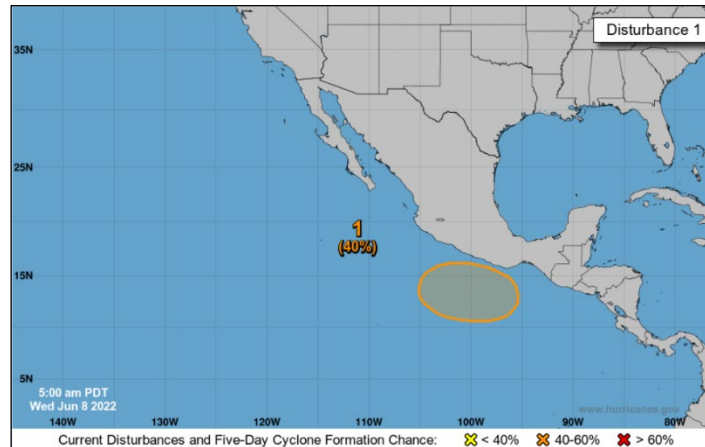 Disturbance 1
35N
25N
1
(40%)
15N
5N
5:00 am PDT
Wed Jun 8 2022
www.hurricanes.gov
140W 130W 120W 110W 100W 90W 80W
Current Disturbances and Five-Day Cyclone Formation Chance: < 40% 40-60% > 60%